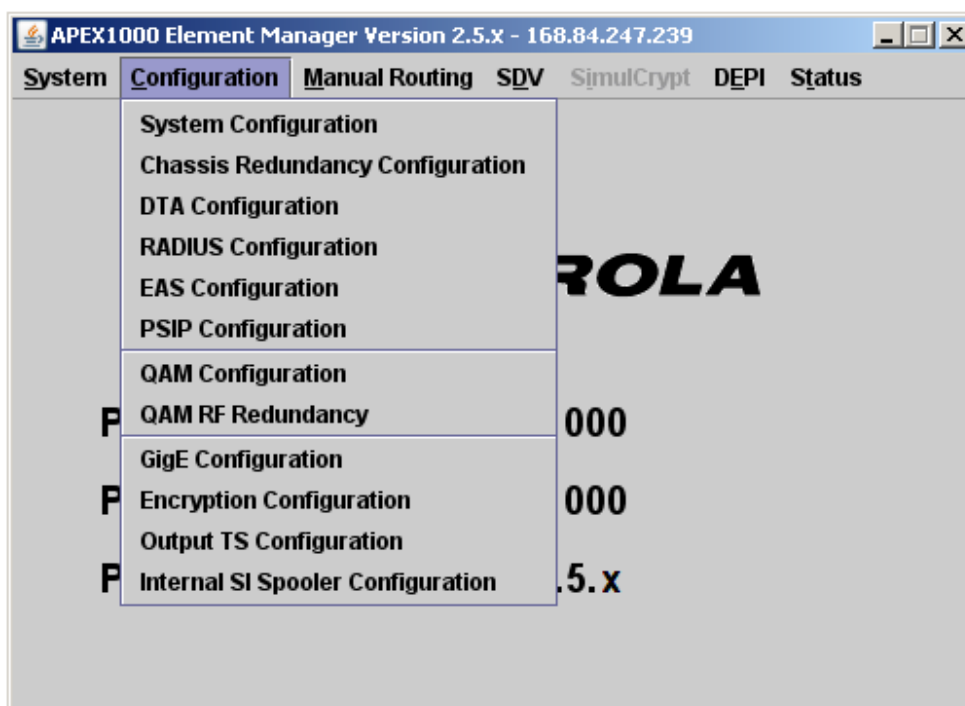 APEX1000 Element Manager Version 2.5.x - 168.84.247.239
System Configuration Manual Routing SDV SimulCrypt DEPI Status
System Configuration
Chassis Redundancy Configuration
DTA Configuration
RADIUS Configuration
EAS Configuration
ROLA
PSIP Configuration
QAM Configuration
P QAM RF Redundancy 000
GigE Configuration
P Encryption Configuration 000
Output TS Configuration
P Internal SI Spooler Configuration .5.x